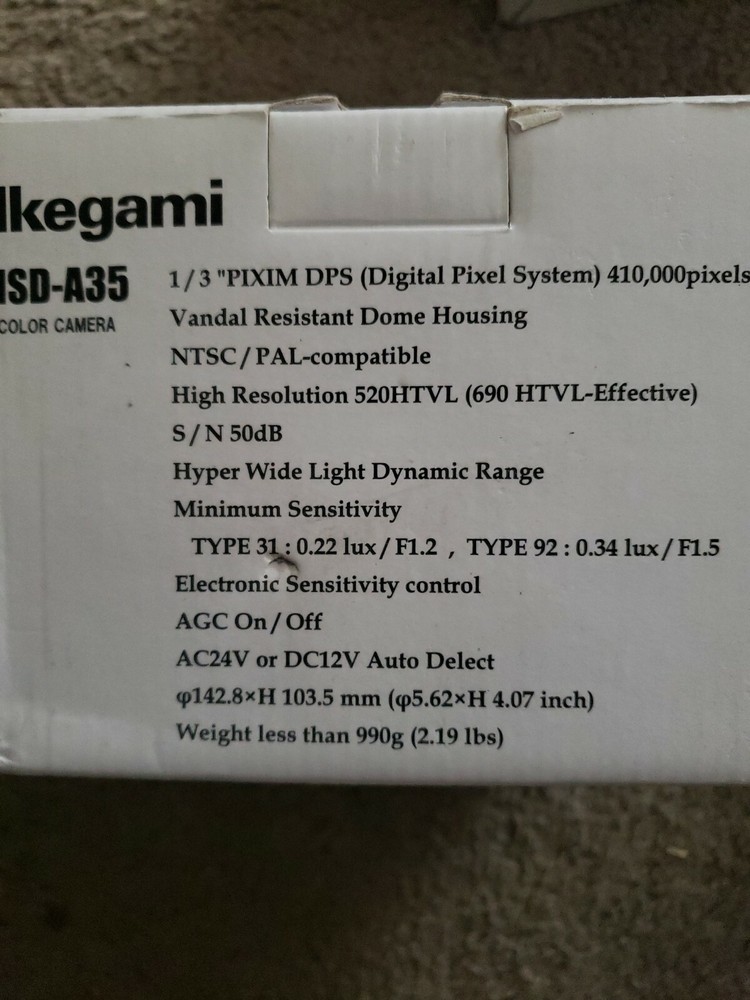 Ikegami
ISD-A35
COLOR CAMERA
1/3 "PIXIM DPS (Digital Pixel System) 410,000pixels
Vandal Resistant Dome Housing
NTSC/PAL-compatible
High Resolution 520HTVL (690 HTVL-Effective)
S/N 50dB
Hyper Wide Light Dynamic Range
Minimum Sensitivity
TYPE 31 : 0.22 lux/F1.2 , TYPE 92 : 0.34 lux/F1.5
Electronic Sensitivity control
AGC On/Off
AC24V or DC12V Auto Delect
φ142.8×H 103.5 mm (φ5.62×H 4.07 inch)
Weight less than 990g (2.19 lbs)